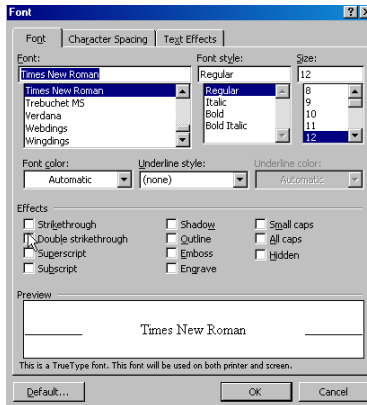 Font
Font Character Spacing Text Effects
Font: Font style: Size:
Times New Roman Regular 12
Times New Roman Regular 8
Trebuchet MS Italic 9
Verdana Bold 10
Webdings Bold Italic 11
Wingdings 12
Font color: Underline style: Underline color:
Automatic (none) Automatic
Effects
Strikethrough Shadow Small caps
Double strikethrough Outline All caps
Superscript Emboss Hidden
Subscript Engrave
Preview
Times New Roman
This is a TrueType font. This font will be used on both printer and screen.
Default... OK Cancel